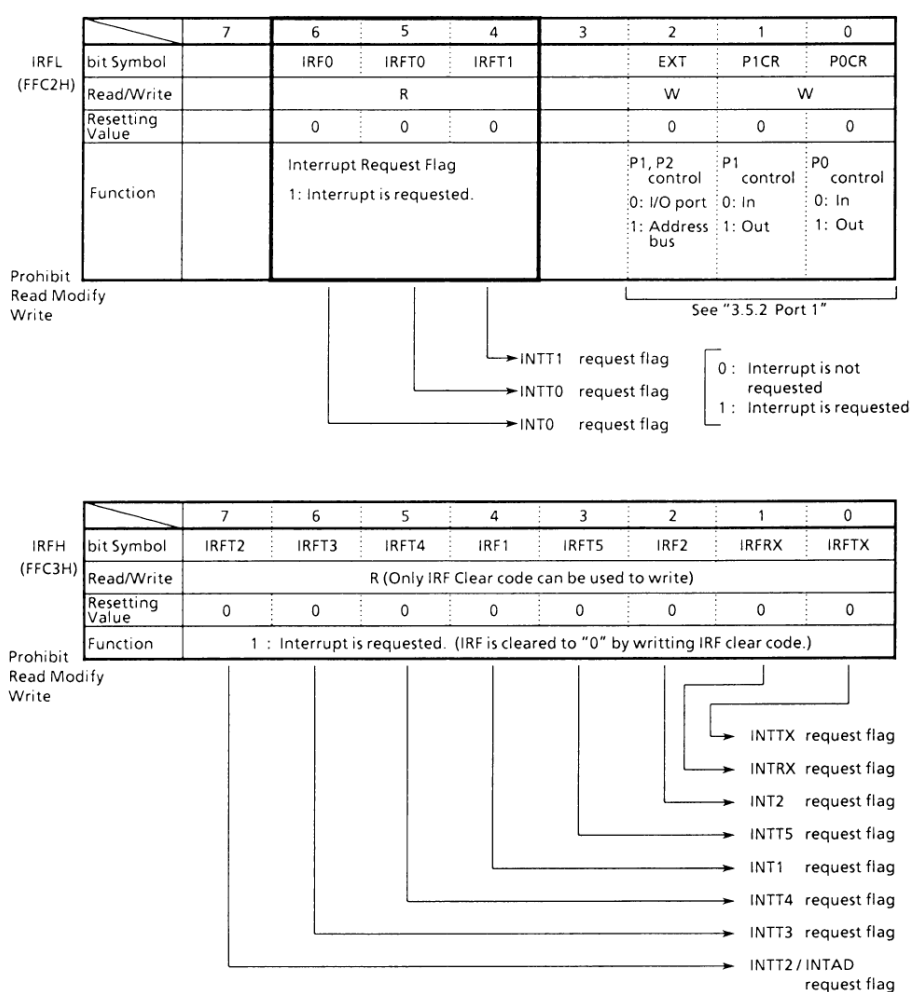 7 6 5 4 3 2 1 0
IRFL bit Symbol IRF0 IRFT0 IRFT1 EXT P1CR P0CR
(FFC2H) Read/Write R W W
Resetting
Value 0 0 0 0 0 0
Function Interrupt Request Flag
1: Interrupt is requested.
P1, P2
control
0: I/O port
1: Address
bus
P1
control
0: In
1: Out
P0
control
0: In
1: Out
Prohibit
Read Modify
Write
See "3.5.2 Port 1"
INTT1 request flag
INTT0 request flag
INT0 request flag
0 : Interrupt is not
requested
1 : Interrupt is requested
7 6 5 4 3 2 1 0
IRFH bit Symbol IRFT2 IRFT3 IRFT4 IRF1 IRFT5 IRF2 IRFRX IRFTX
(FFC3H) Read/Write R (Only IRF Clear code can be used to write)
Resetting
Value 0 0 0 0 0 0 0 0
Function 1 : Interrupt is requested. (IRF is cleared to "0" by writting IRF clear code.)
Prohibit
Read Modify
Write
INTTX request flag
INTRX request flag
INT2 request flag
INTT5 request flag
INT1 request flag
INTT4 request flag
INTT3 request flag
INTT2 / INTAD
request flag